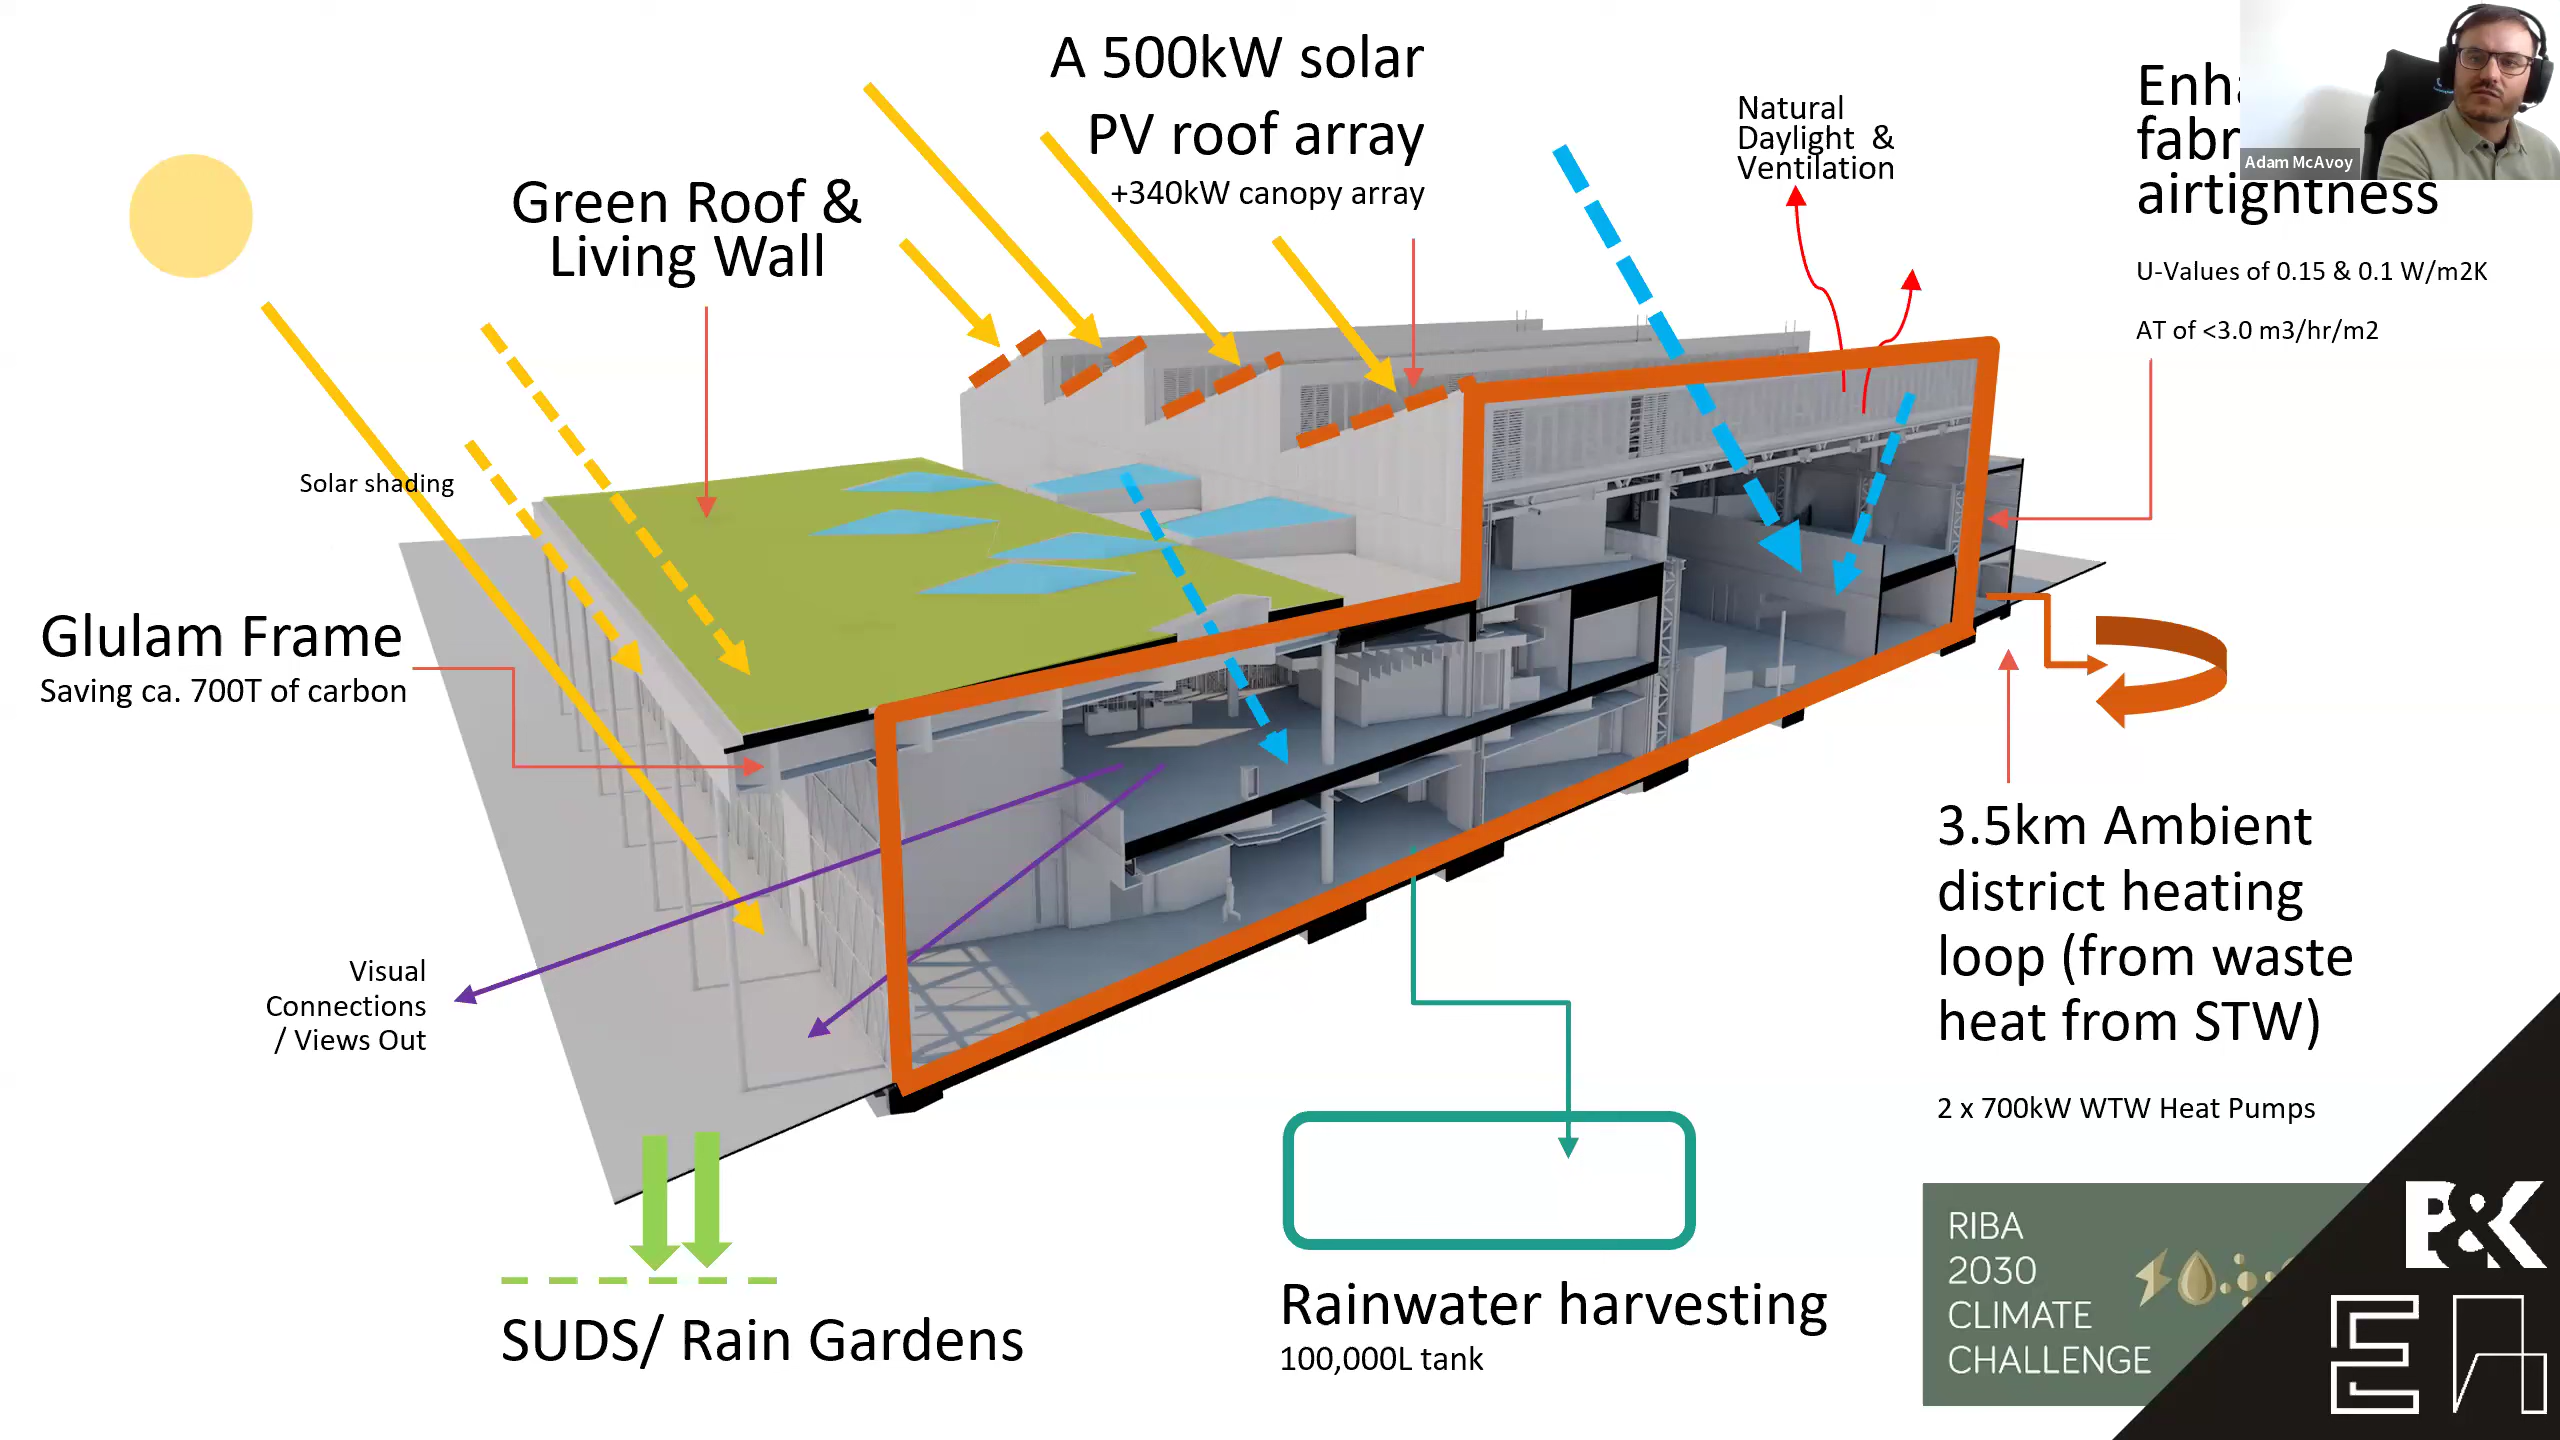 A 500kW solar
PV roof array
+340kW canopy array
Natural
Daylight &
Ventilation
airtightness
U-Values of 0.15 & 0.1 W/m2K
AT of <3.0 m3/hr/m2
Adam McAvoy
Green Roof &
Living Wall
Solar shading
Glulam Frame
Saving ca. 700T of carbon
Visual
Connections
/ Views Out
3.5km Ambient
district heating
loop (from waste
heat from STW)
2 x 700kW WTW Heat Pumps
SUDS/ Rain Gardens
Rainwater harvesting
100,000L tank
RIBA
2030
CLIMATE
CHALLENGE
B&K
EA